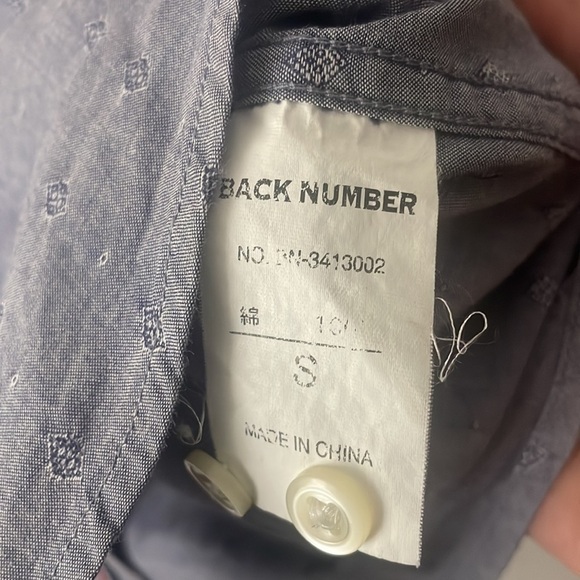 BACK NUMBER
NO. BN-3413002
綿
S
MADE IN CHINA